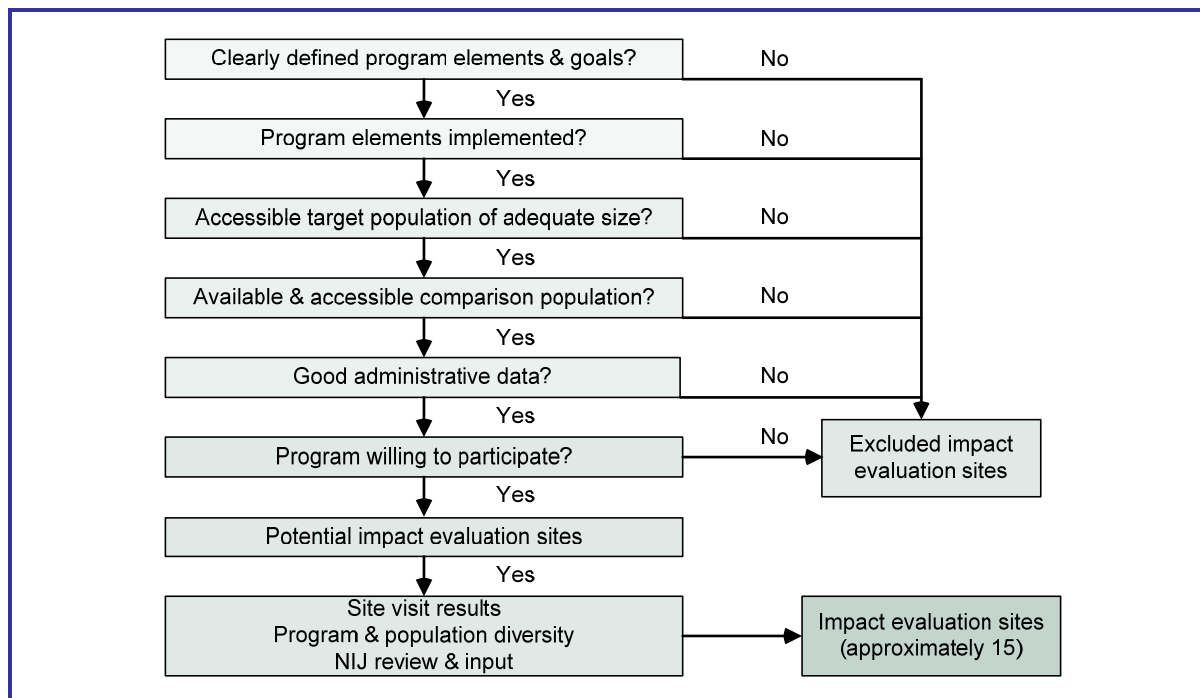 Clearly defined program elements & goals?
No
Yes
Program elements implemented?
No
Yes
Accessible target population of adequate size?
No
Yes
Available & accessible comparison population?
No
Yes
Good administrative data?
No
Yes
Program willing to participate?
No
Excluded impact
evaluation sites
Yes
Potential impact evaluation sites
Yes
Site visit results
Program & population diversity
NIJ review & input
Impact evaluation sites
(approximately 15)